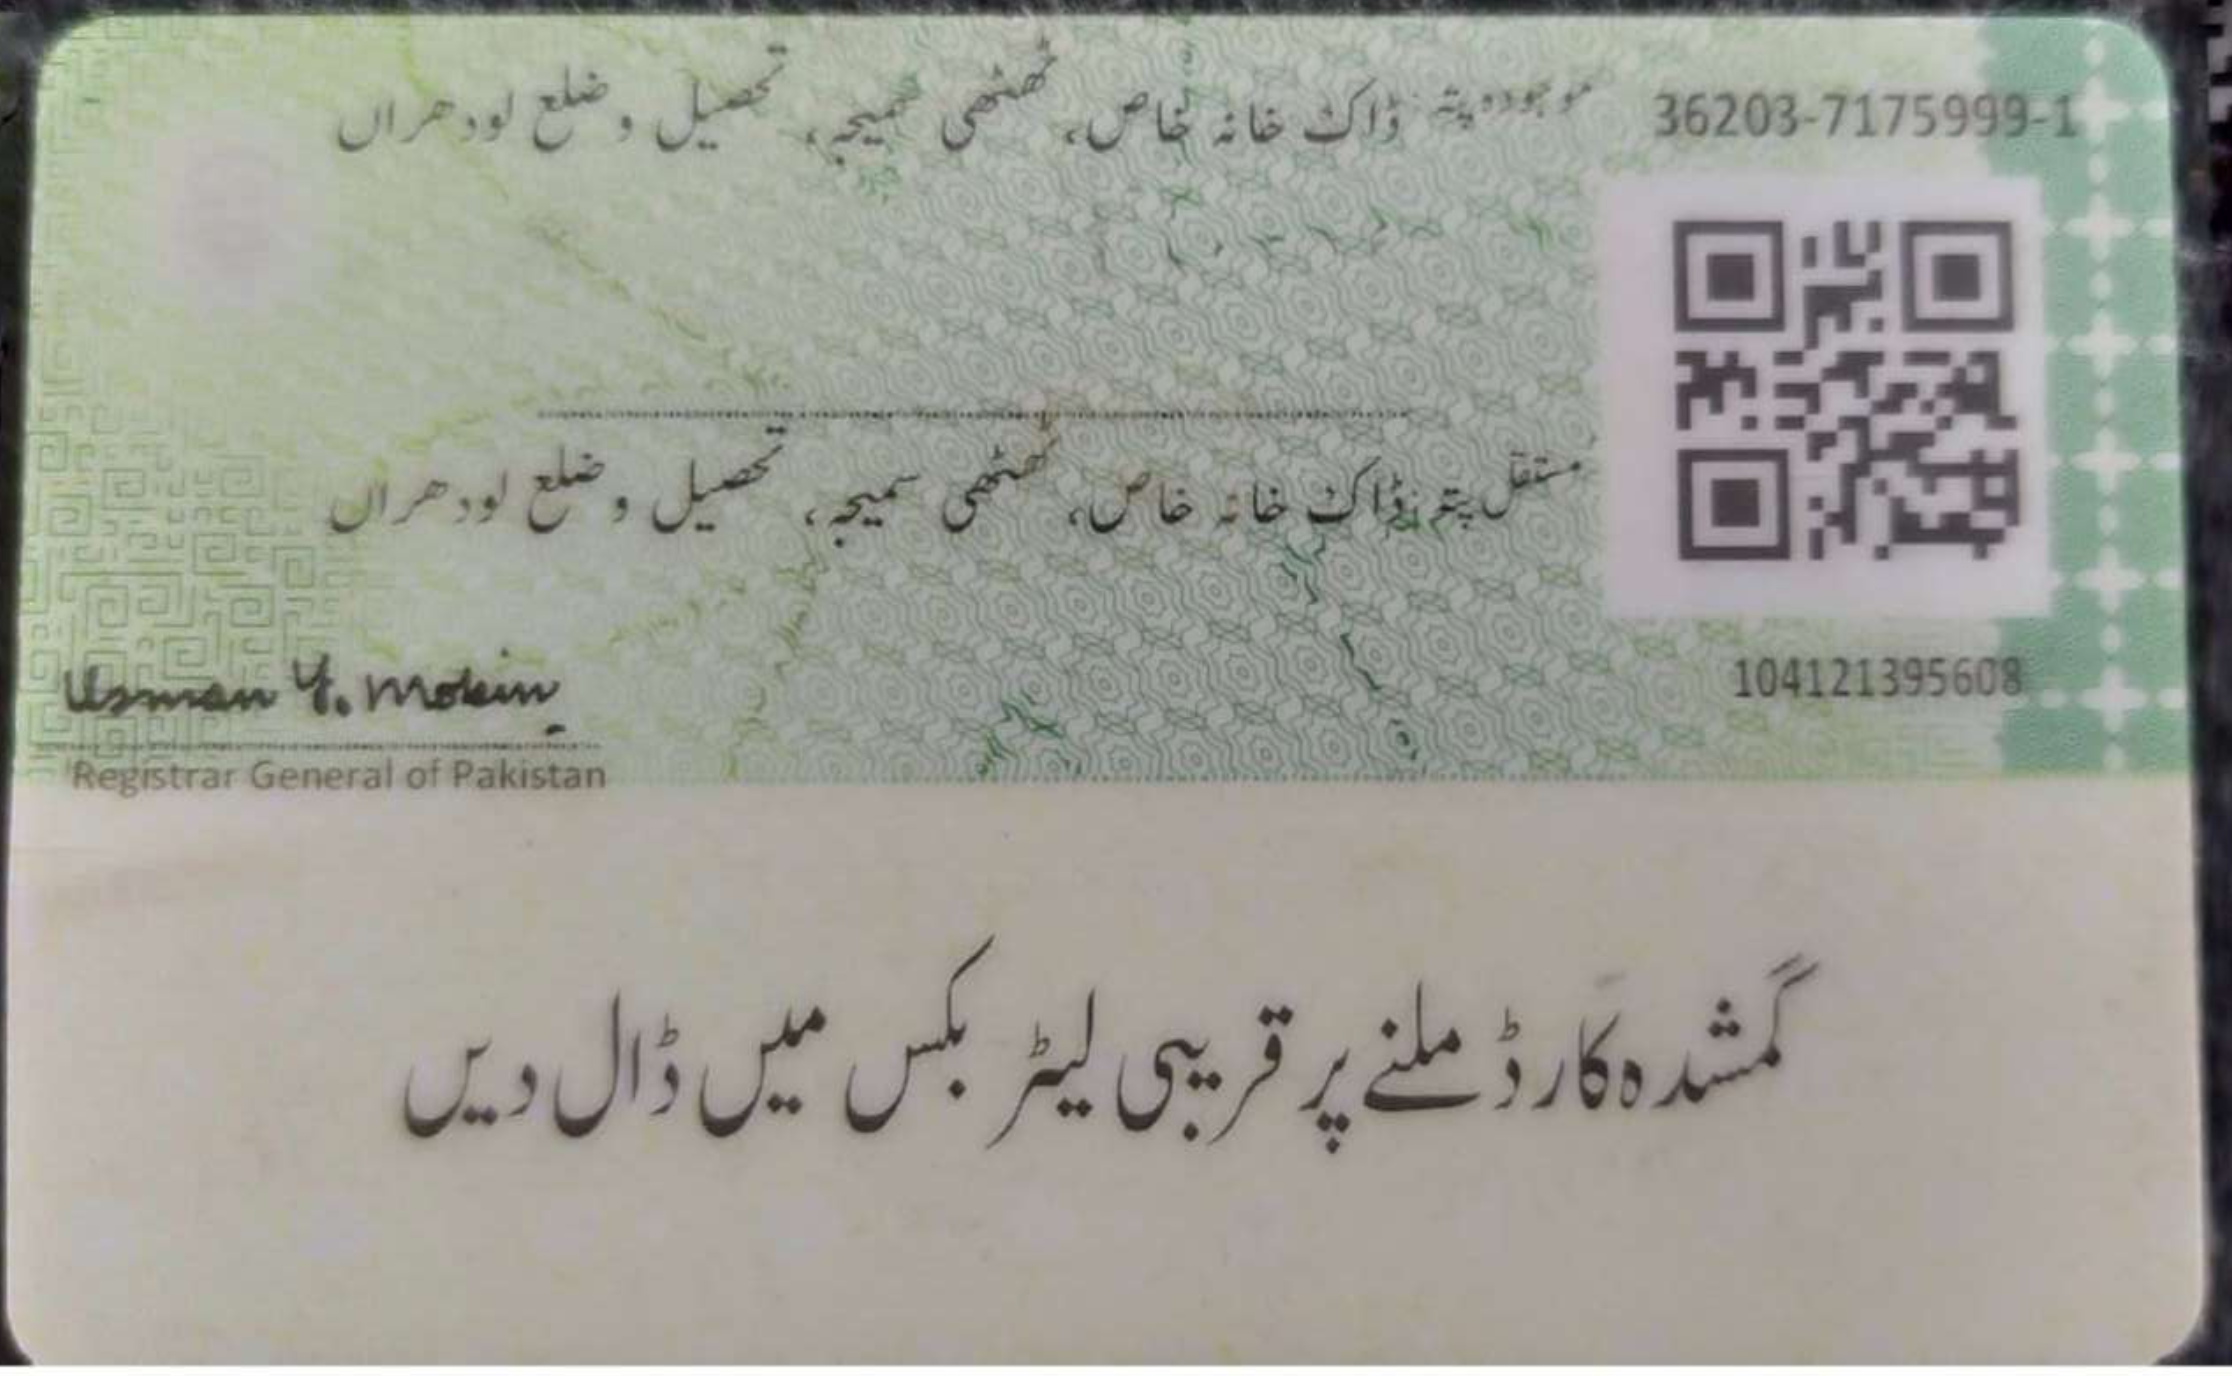 36203-7175999-1
موجودہ پتہ: ڈاک خانہ خاص، ٹھٹھی سمیجہ، تحصیل و ضلع لودھراں
مستقل پتہ: ڈاک خانہ خاص، ٹھٹھی سمیجہ، تحصیل و ضلع لودھراں
104121395608
Usman Y. Mobin
Registrar General of Pakistan
گمشدہ کارڈ ملنے پر قریبی لیٹر بکس میں ڈال دیں